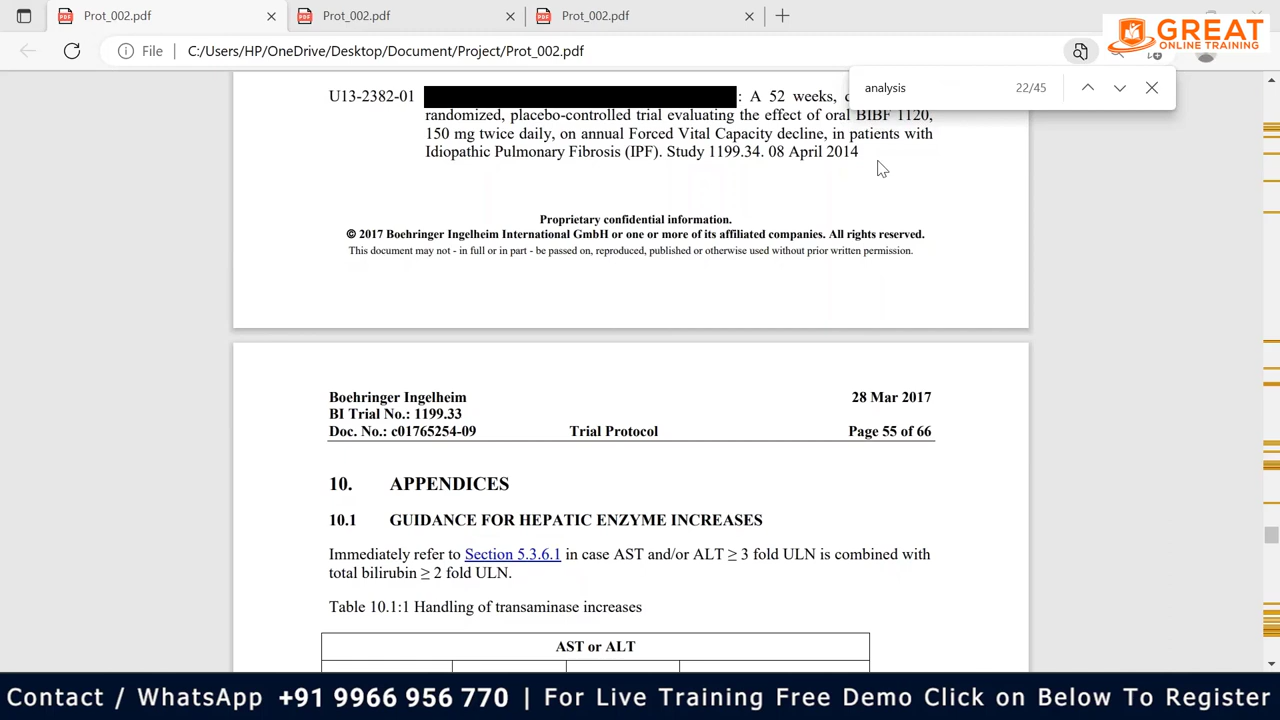 Prot_002.pdf
Prot_002.pdf
Prot_002.pdf
GREAT
ONLINE TRAINING
File
C:/Users/HP/OneDrive/Desktop/Document/Project/Prot_002.pdf
analysis
22/45
U13-2382-01 : A 52 weeks,
randomized, placebo-controlled trial evaluating the effect of oral BIBF 1120,
150 mg twice daily, on annual Forced Vital Capacity decline, in patients with
Idiopathic Pulmonary Fibrosis (IPF). Study 1199.34. 08 April 2014
Proprietary confidential information.
© 2017 Boehringer Ingelheim International GmbH or one or more of its affiliated companies. All rights reserved.
This document may not - in full or in part - be passed on, reproduced, published or otherwise used without prior written permission.
Boehringer Ingelheim 28 Mar 2017
BI Trial No.: 1199.33
Doc. No.: c01765254-09 Trial Protocol Page 55 of 66
10. APPENDICES
10.1 GUIDANCE FOR HEPATIC ENZYME INCREASES
Immediately refer to Section 5.3.6.1 in case AST and/or ALT ≥ 3 fold ULN is combined with
total bilirubin ≥ 2 fold ULN.
Table 10.1:1 Handling of transaminase increases
AST or ALT
Contact / WhatsApp +91 9966 956 770 | For Live Training Free Demo Click on Below To Register